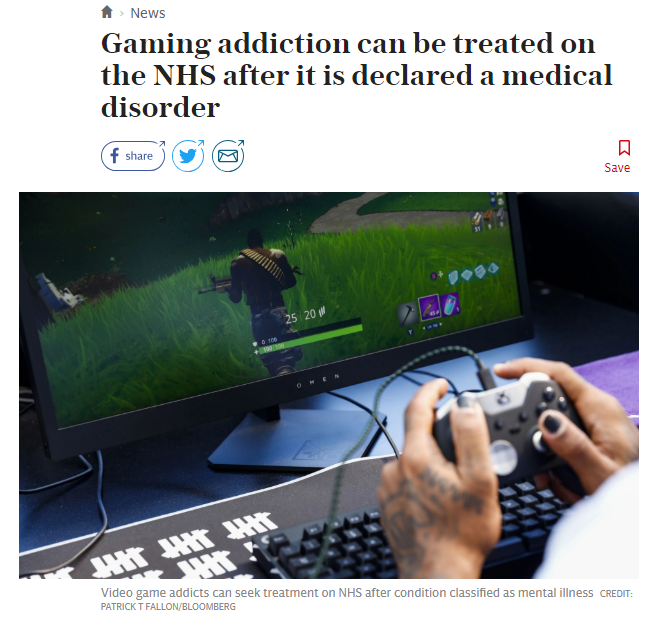 News
Gaming addiction can be treated on
the NHS after it is declared a medical
disorder
share
Save
25 20
OMEN
Video game addicts can seek treatment on NHS after condition classified as mental illness CREDIT:
PATRICK T FALLON/BLOOMBERG